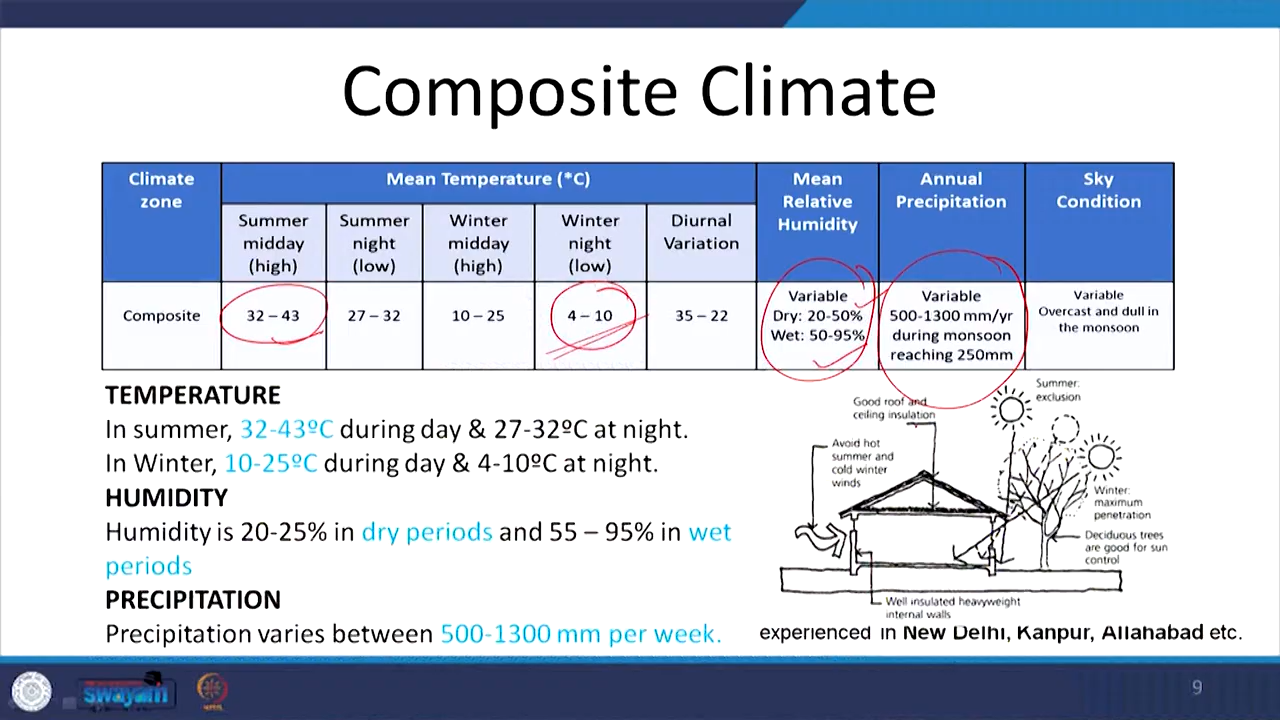 Composite Climate
Climate zone
Mean Temperature (*C)
Mean Relative Humidity
Annual Precipitation
Sky Condition
Summer midday (high)
Summer night (low)
Winter midday (high)
Winter night (low)
Diurnal Variation
Composite
32 – 43
27 – 32
10 – 25
4 – 10
35 – 22
Variable
Dry: 20-50%
Wet: 50-95%
Variable
500-1300 mm/yr
during monsoon
reaching 250mm
Variable
Overcast and dull in
the monsoon
TEMPERATURE
In summer, 32-43ºC during day & 27-32ºC at night.
In Winter, 10-25ºC during day & 4-10ºC at night.
HUMIDITY
Humidity is 20-25% in dry periods and 55 – 95% in wet
periods
PRECIPITATION
Precipitation varies between 500-1300 mm per week.
Good roof and
ceiling insulation
Summer:
exclusion
Avoid hot
summer and
cold winter
winds
Winter:
maximum
penetration
Deciduous trees
are good for sun
control
Well insulated heavyweight
internal walls
experienced in New Delhi, Kanpur, Allahabad etc.
swayam
9